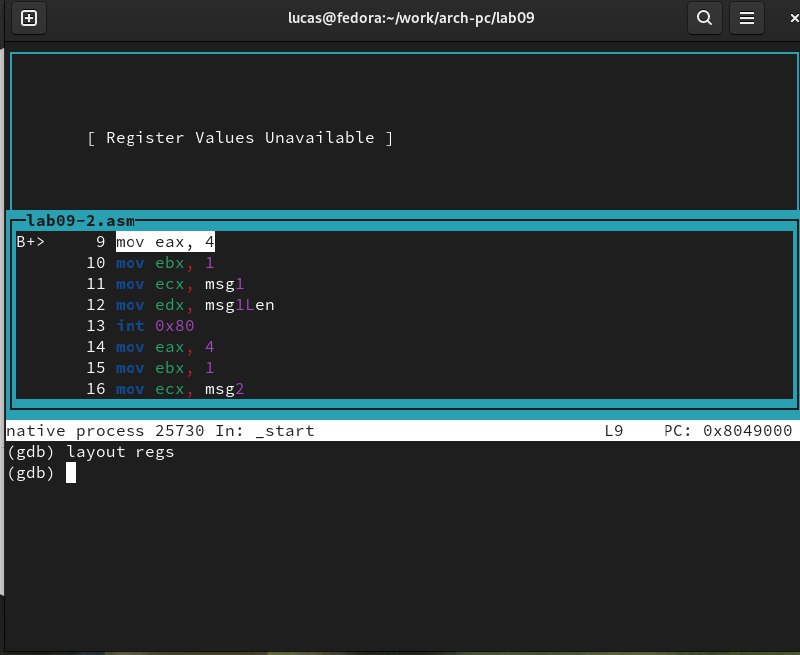 lucas@fedora:~/work/arch-pc/lab09
[ Register Values Unavailable ]
lab09-2.asm
B+> 9 mov eax, 4
10 mov ebx, 1
11 mov ecx, msg1
12 mov edx, msg1Len
13 int 0x80
14 mov eax, 4
15 mov ebx, 1
16 mov ecx, msg2
native process 25730 In: _start L9 PC: 0x8049000
(gdb) layout regs
(gdb)